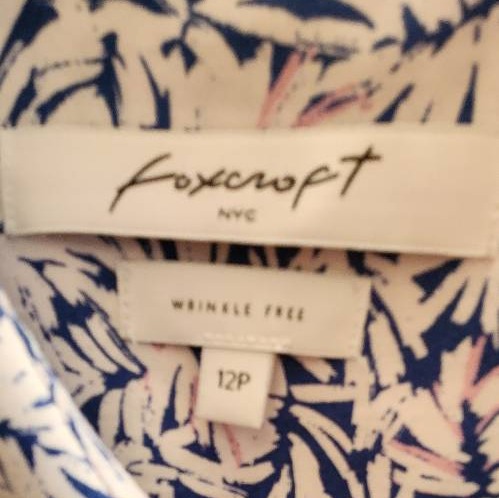 foxcroft
NYC
WRINKLE FREE
12P